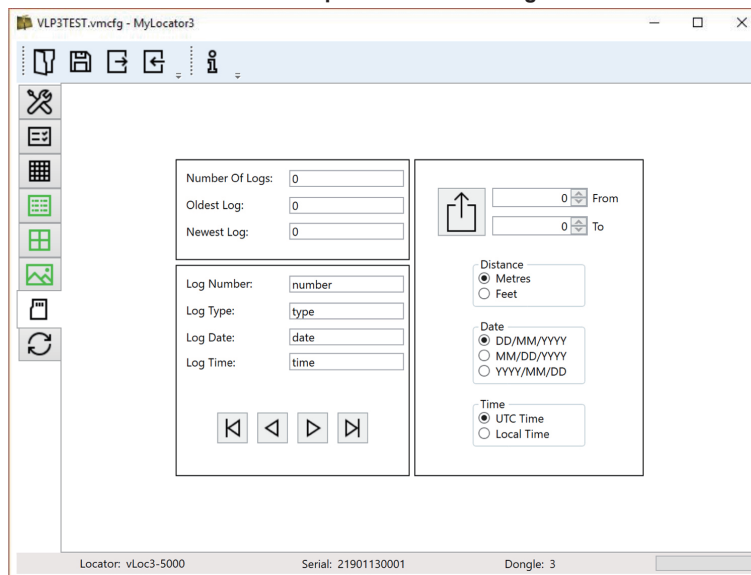 VLP3TEST.vmcfg - MyLocator3
Number Of Logs: 0
Oldest Log: 0
Newest Log: 0
Log Number: number
Log Type: type
Log Date: date
Log Time: time
0 From
0 To
Distance
Metres
Feet
Date
DD/MM/YYYY
MM/DD/YYYY
YYYY/MM/DD
Time
UTC Time
Local Time
Locator: vLoc3-5000 Serial: 21901130001 Dongle: 3